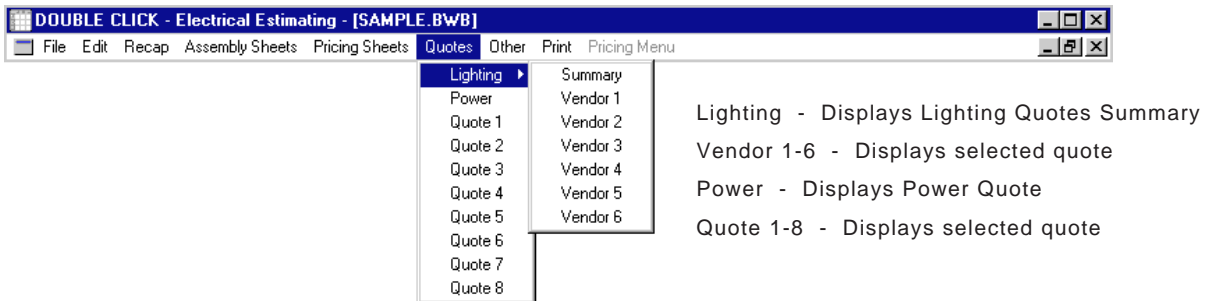 DOUBLE CLICK - Electrical Estimating - [SAMPLE.BWB]
File Edit Recap Assembly Sheets Pricing Sheets Quotes Other Print Pricing Menu
Lighting
Power
Quote 1
Quote 2
Quote 3
Quote 4
Quote 5
Quote 6
Quote 7
Quote 8
Summary
Vendor 1
Vendor 2
Vendor 3
Vendor 4
Vendor 5
Vendor 6
Lighting - Displays Lighting Quotes Summary
Vendor 1-6 - Displays selected quote
Power - Displays Power Quote
Quote 1-8 - Displays selected quote